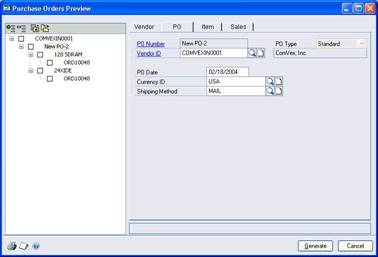 Purchase Orders Preview
COMVEXIN0001
New PO-2
128 SDRAM
ORD10048
24XIDE
ORD10048
Vendor PO Item Sales
PO Number New PO-2 PO Type Standard
Vendor ID COMVEXIN0001 ComVex, Inc.
PO Date 02/18/2004
Currency ID USA
Shipping Method MAIL
Generate Cancel